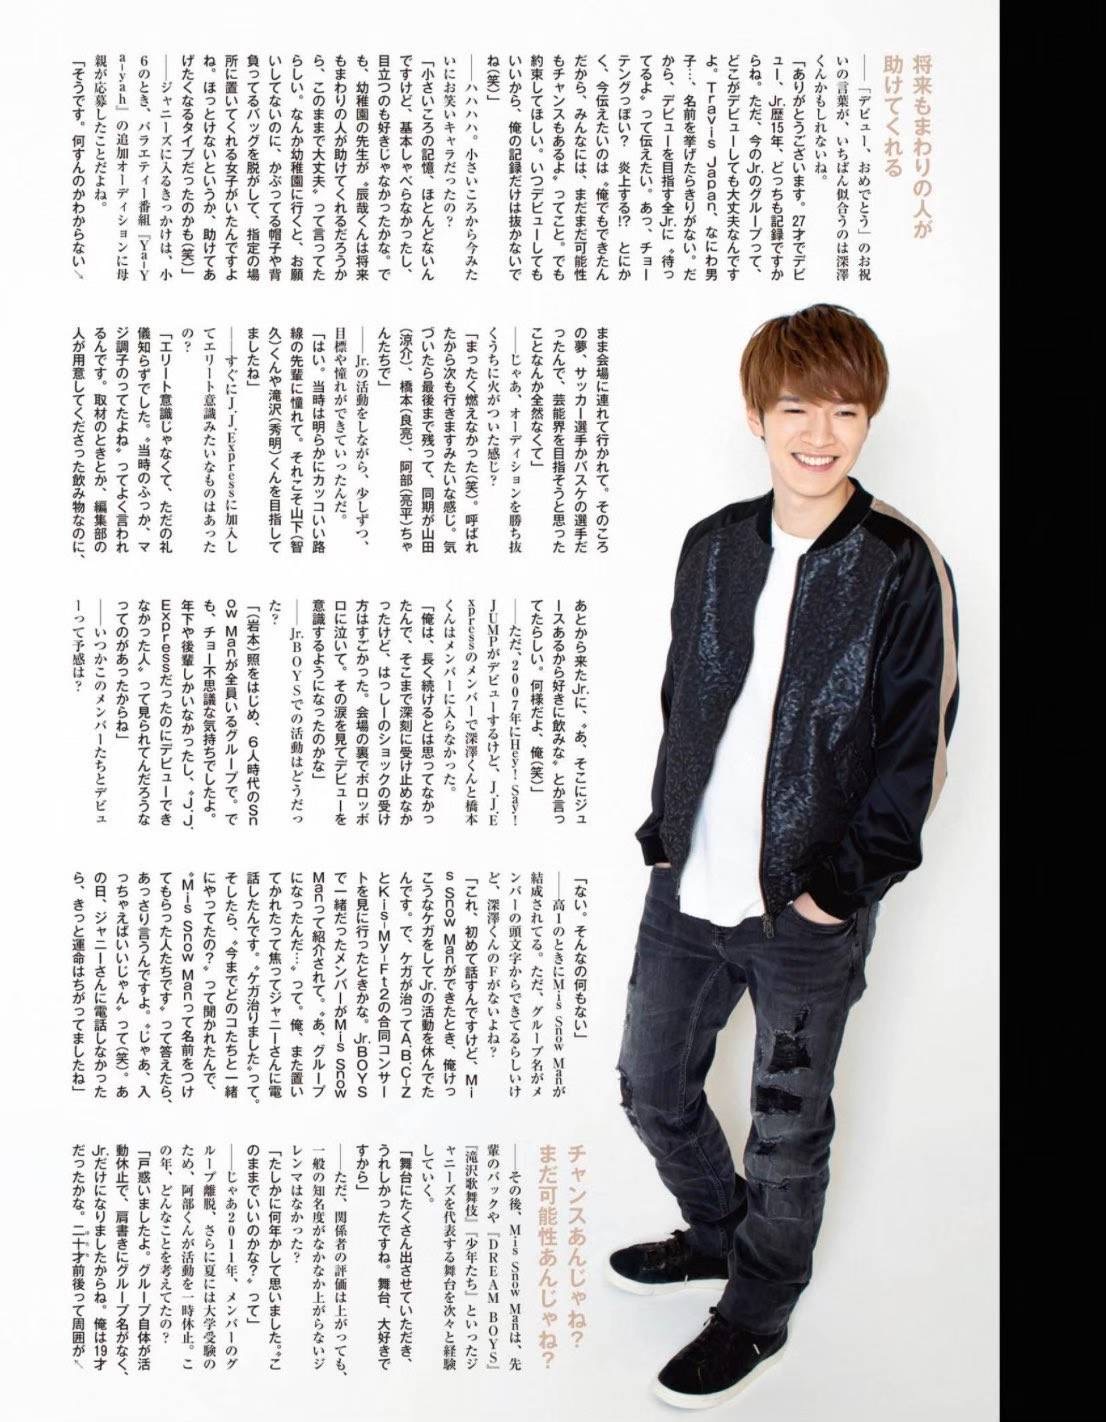 将来もまわりの人が
助けてくれる
――「デビュー、おめでとう」のお祝
いの言葉が、いちばん似合うのは深澤
くんかもしれないね。
「ありがとうございます。27才でデビ
ュー、Jr.歴15年、どっちも記録ですか
らね。ただ、今のJr.のグループって、
どこがデビューしても大丈夫なんです
よ。Travis Japan、なにわ男
子…、名前を挙げたらきりがない。だ
から、デビューを目指す全Jr.に〝待っ
てるよ〟って伝えたい。あっ、チョー
テングっぽい? 炎上する!? とにか
く、今伝えたいのは〝俺でもできたん
だから、みんなには、まだまだ可能性
もチャンスもあるよ〟ってこと。でも
約束してほしい。いつデビューしても
いいから、俺の記録だけは抜かないで
ね(笑)」
――ハハハハ。小さいころから今みた
いにお笑いキャラだったの?
「小さいころの記憶、ほとんどないん
ですけど、基本しゃべらなかったし、
目立つのも好きじゃなかったかな。で
も、幼稚園の先生が〝辰哉くんは将来
もまわりの人が助けてくれるだろうか
ら、このままで大丈夫〟って言ってた
らしい。なんか幼稚園に行くと、お願
いしてないのに、かぶってる帽子や背
負ってるバッグを脱がして、指定の場
所に置いてくれる女子がいたんですよ
ね。ほっとけないというか、助けてあ
げたくなるタイプだったのかも(笑)」
――ジャニーズに入るきっかけは、小
6のとき、バラエティー番組『Ya-Y
a-yah』の追加オーディションに母
親が応募したことだよね。
「そうです。何すんのかわからない↘
まま会場に連れて行かれて。そのころ
の夢、サッカー選手かバスケの選手だ
ったんで、芸能界を目指そうと思った
ことなんか全然なくて」
――じゃあ、オーディションを勝ち抜
くうちに火がついた感じ?
「まったく燃えなかった(笑)。呼ばれ
たから次も行きますみたいな感じ。気
づいたら最後まで残って、同期が山田
(涼介)、橋本(良亮)、阿部(亮平)ちゃ
んたちで」
――Jr.の活動をしながら、少しずつ、
目標や憧れができていったんだ。
「はい。当時は明らかにカッコいい路
線の先輩に憧れて。それこそ山下(智
久)くんや滝沢(秀明)くんを目指して
ましたね」
――すぐにJ.J.Expressに加入し
てエリート意識みたいなものはあった
の?
「エリート意識じゃなくて、ただの礼
儀知らずでした。〝当時のふっか、マ
ジ調子のってたよね〟ってよく言われ
るんです。取材のときとか、編集部の
人が用意してくださった飲み物なのに、
あとから来たJr.に、〝あ、そこにジュ
ースあるから好きに飲みな〟とか言っ
てたらしい。何様だよ、俺(笑)」
――ただ、2007年にHey! Say!
JUMPがデビューするけど、J.J.E
xpressのメンバーで深澤くんと橋本
くんはメンバーに入らなかった。
「俺は、長く続けるとは思ってなかっ
たんで、そこまで深刻に受け止めなか
ったけど、はっしーのショックの受け
方はすごかった。会場の裏でボロッボ
ロに泣いて。その涙を見てデビューを
意識するようになったのかな」
――Jr.BOYSでの活動はどうだっ
た?
「(岩本)照をはじめ、6人時代のSn
ow Manが全員いるグループで。で
も、チョー不思議な気持ちでしたよ。
年下や後輩しかいなかったし、〝J.J.
Expressだったのにデビューでき
なかった人〟って見られてんだろうな
ってのがあったからね」
――いつかこのメンバーたちとデビュ
ーって予感は?
「ない。そんなの何もない」
――高1のときにMis Snow Manが
結成されてる。ただ、グループ名がメ
ンバーの頭文字からできてるらしいけ
ど、深澤くんのFがないよね?
「これ、初めて話すんですけど、Mi
s Snow Manができたとき、俺けっ
こうなケガをしてJr.の活動を休んでた
んです。で、ケガが治ってA.B.C-Z
とKis-My-Ft2の合同コンサー
トを見に行ったときかな。Jr.BOYS
で一緒だったメンバーがMis Snow
Manって紹介されて。〝あ、グループ
になったんだ…〟って。俺、また置い
てかれたって焦ってジャニーさんに電
話したんです。〝ケガ治りました〟って。
そしたら、〝今までどのコたちと一緒
にやってたの?〟って聞かれたんで、
〝Mis Snow Manって名前をつけ
てもらった人たちです〟って答えたら、
あっさり言うんですよ。〝じゃあ、入
っちゃえばいいじゃん〟って(笑)。あ
の日、ジャニーさんに電話しなかった
ら、きっと運命はちがってましたね」
チャンスあんじゃね?
まだ可能性あんじゃね?
――その後、Mis Snow Manは、先
輩のバックや『DREAM BOYS』
『滝沢歌舞伎』『少年たち』といったジ
ャニーズを代表する舞台を次々と経験
していく。
「舞台にたくさん出させていただき、
うれしかったですね。舞台、大好きで
すから」
――ただ、関係者の評価は上がっても、
一般の知名度がなかなか上がらないジ
レンマはなかった?
「たしかに何年かして思いました。〝こ
のままでいいのかな?〟って」
――じゃあ2011年、メンバーのグ
ループ離脱、さらに夏には大学受験の
ため、阿部くんが活動を一時休止。こ
の年、どんなことを考えてたの?
「戸惑いましたよ。グループ自体が活
動休止で、肩書きにグループ名がなく、
Jr.だけになりましたからね。俺は19才
だったかな。二十才前後って周囲が↙